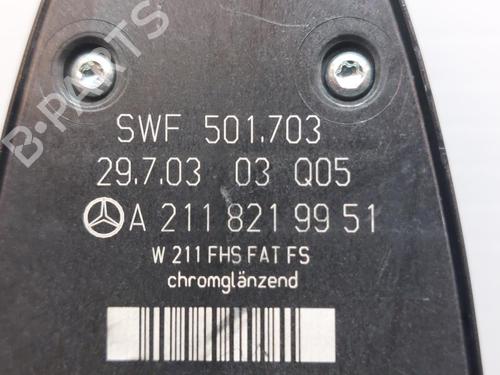 B-PARTS
SWF 501.703
29.7.03 03 Q05
A 211 821 99 51
W 211 FHS FAT FS
chromglänzend